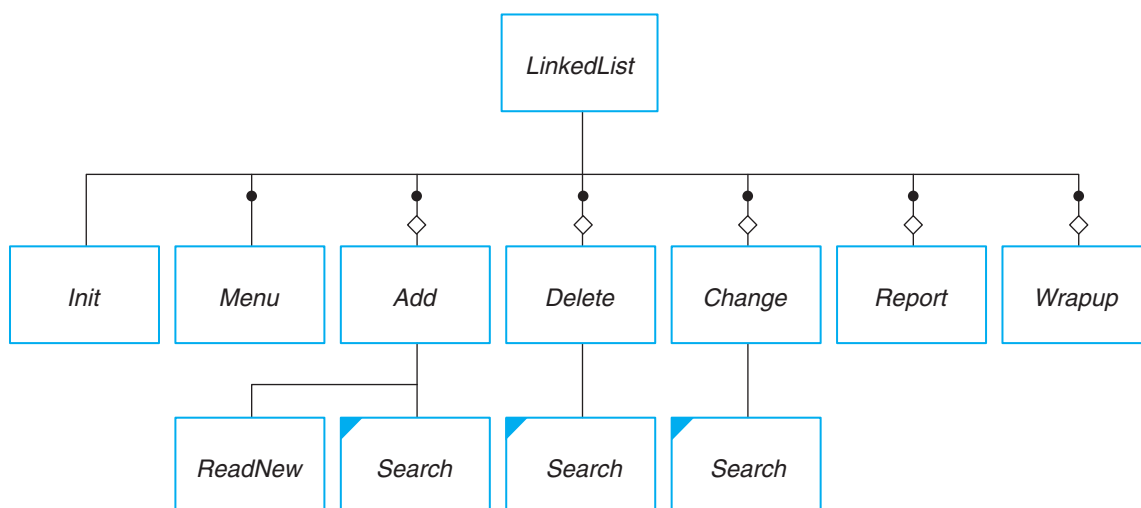 LinkedList
Init
Menu
Add
Delete
Change
Report
Wrapup
ReadNew
Search
Search
Search